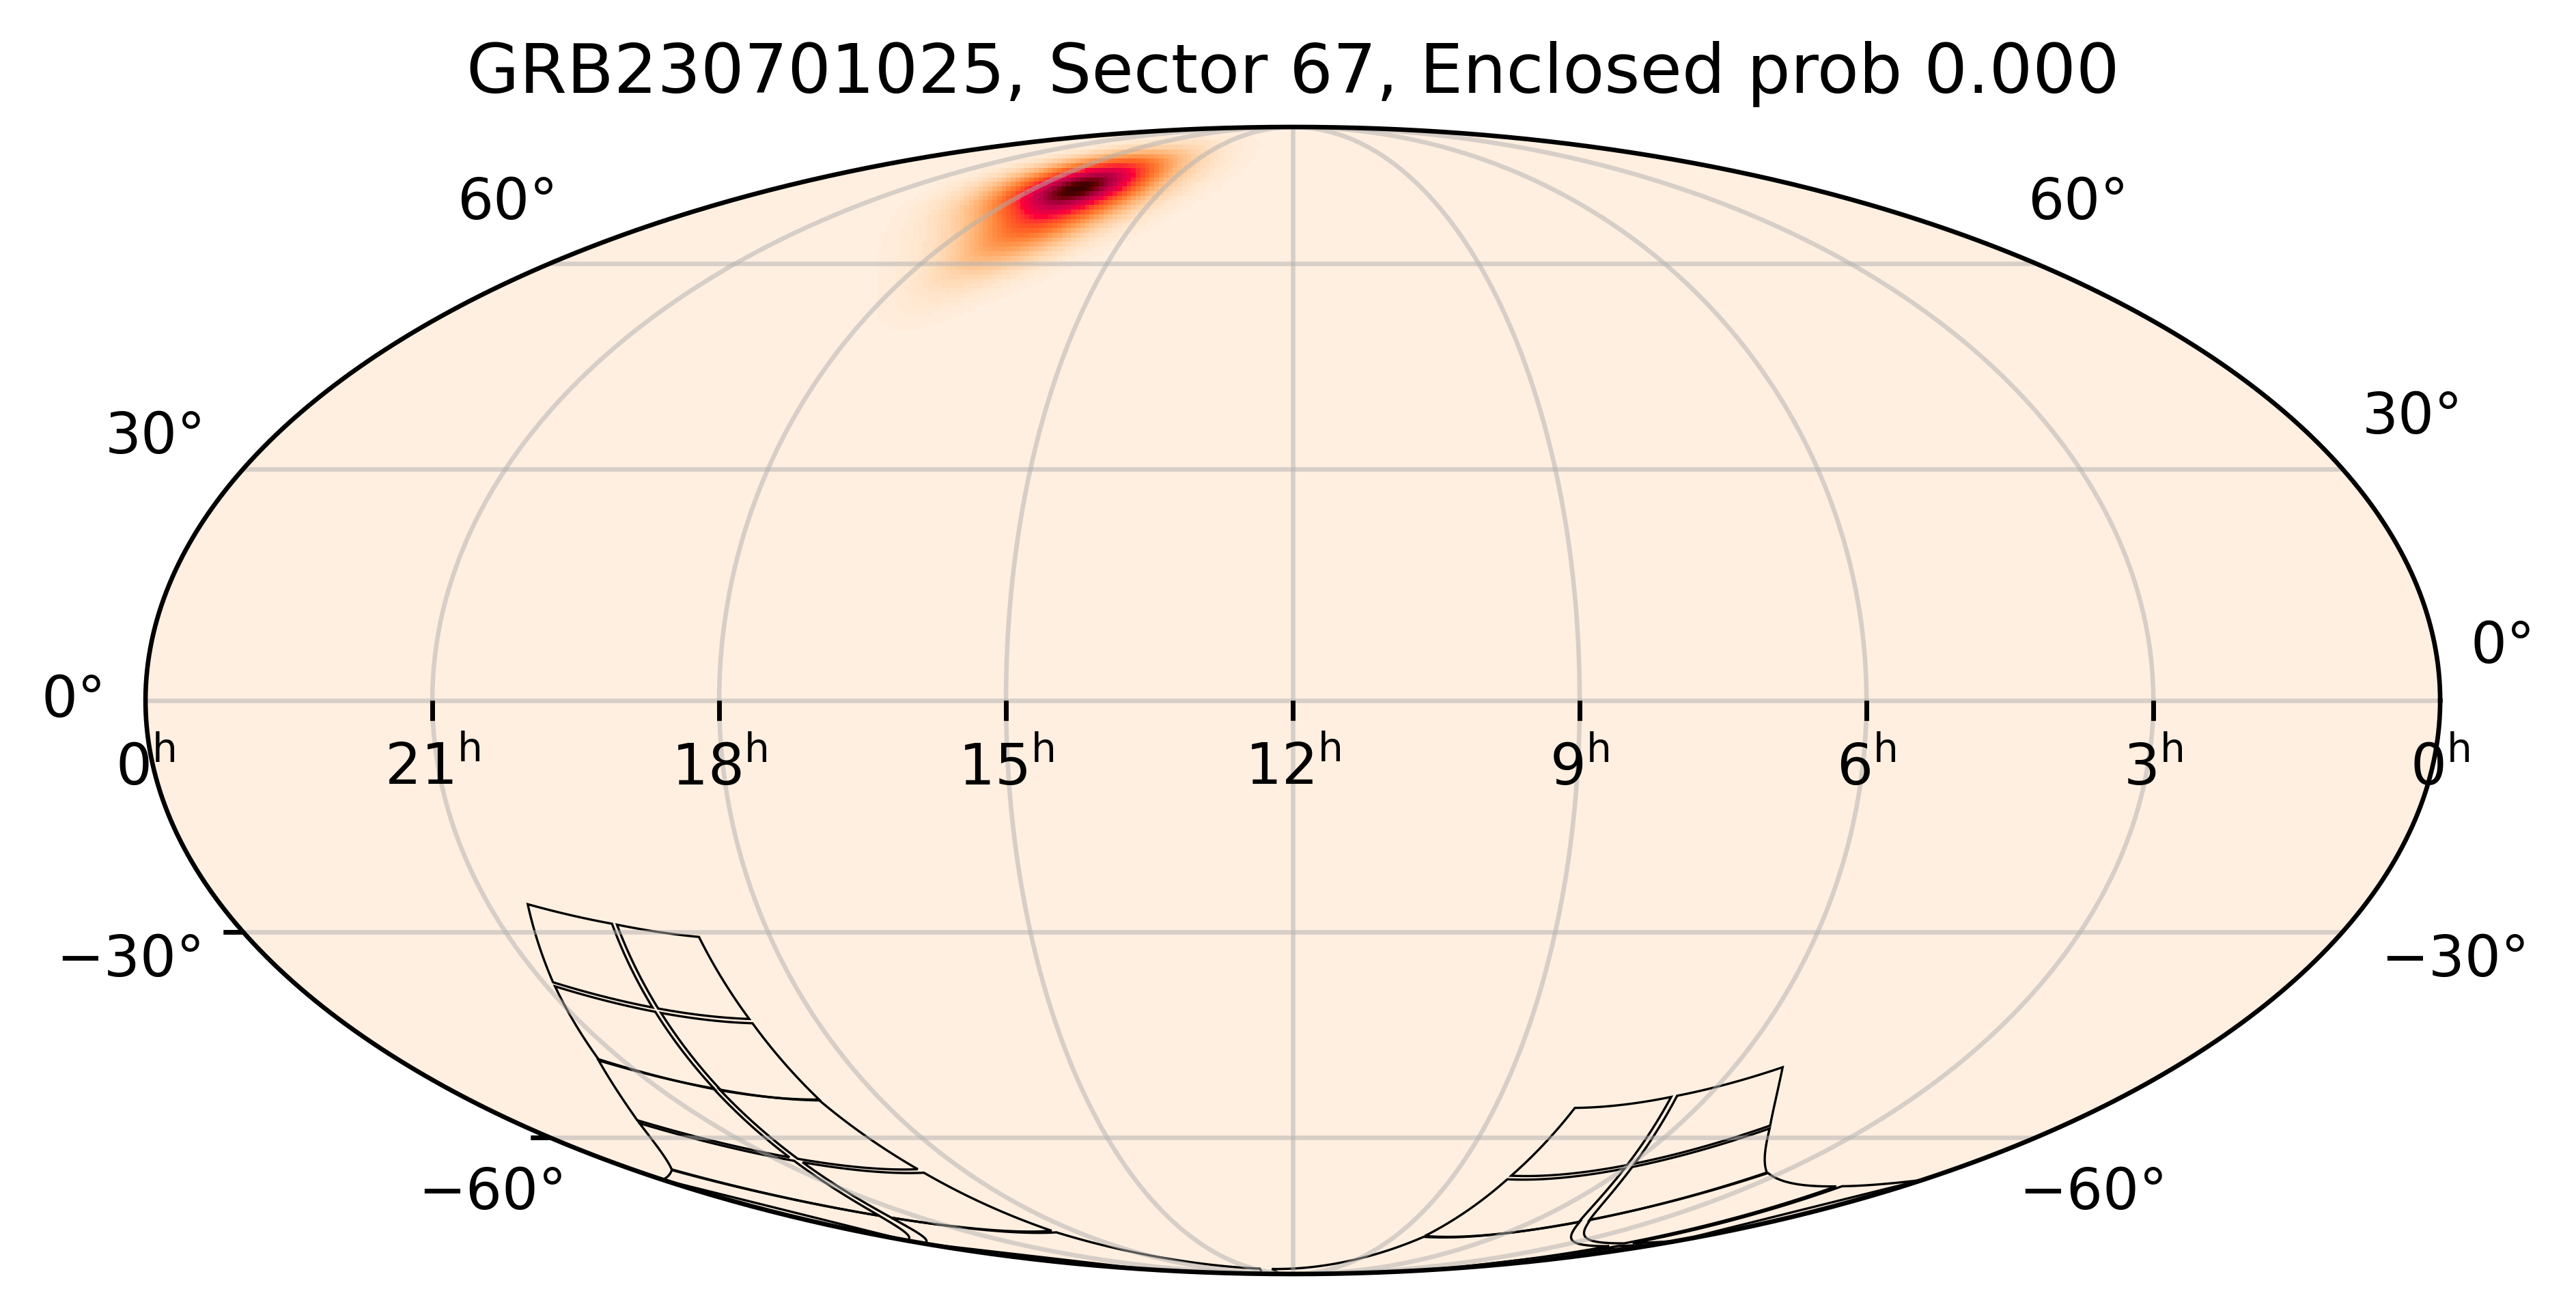 GRB230701025, Sector 67, Enclosed prob 0.000
60° 60°
30° 30°
0° 0°
0h 21h 18h 15h 12h 9h 6h 3h 0h
−30° −30°
−60° −60°